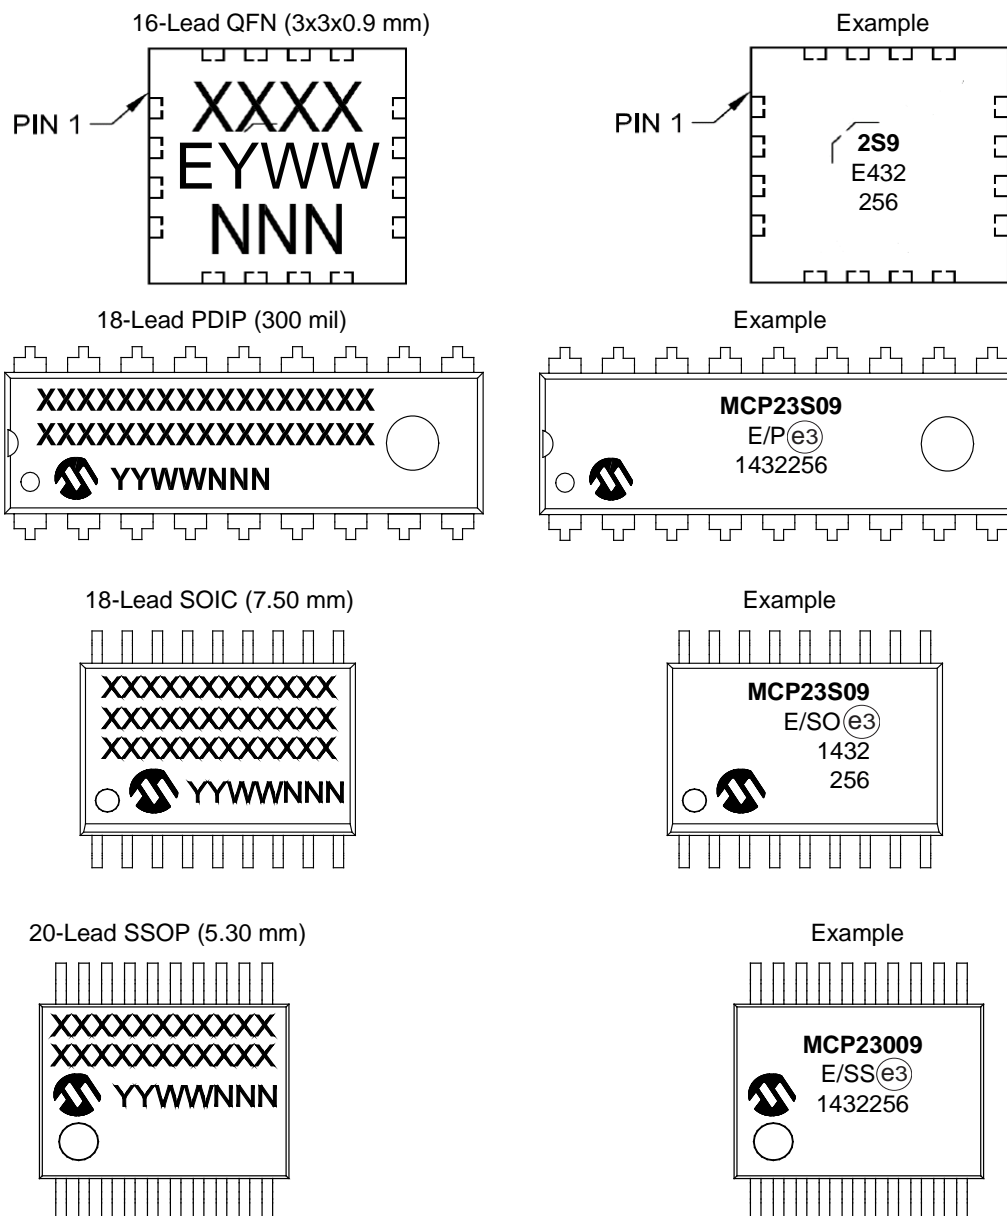 16-Lead QFN (3x3x0.9 mm)
Example
PIN 1
XXXX
EYWW
NNN
PIN 1
2S9
E432
256
18-Lead PDIP (300 mil)
Example
XXXXXXXXXXXXXXXXX
XXXXXXXXXXXXXXXXX
YYWWNNN
MCP23S09
E/P e3
1432256
18-Lead SOIC (7.50 mm)
Example
XXXXXXXXXXXX
XXXXXXXXXXXX
XXXXXXXXXXXX
YYWWNNN
MCP23S09
E/SO e3
1432
256
20-Lead SSOP (5.30 mm)
Example
XXXXXXXXXXX
XXXXXXXXXXX
YYWWNNN
MCP23009
E/SS e3
1432256